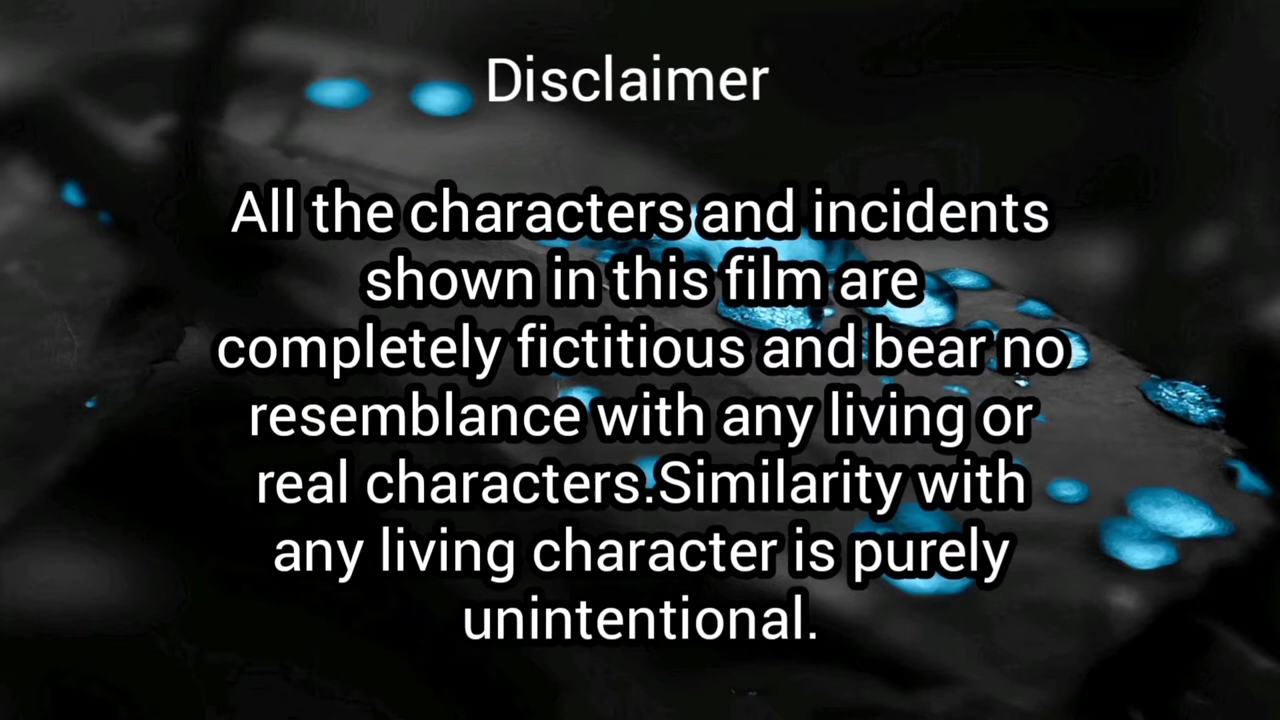 Disclaimer
All the characters and incidents
shown in this film are
completely fictitious and bear no
resemblance with any living or
real characters.Similarity with
any living character is purely
unintentional.